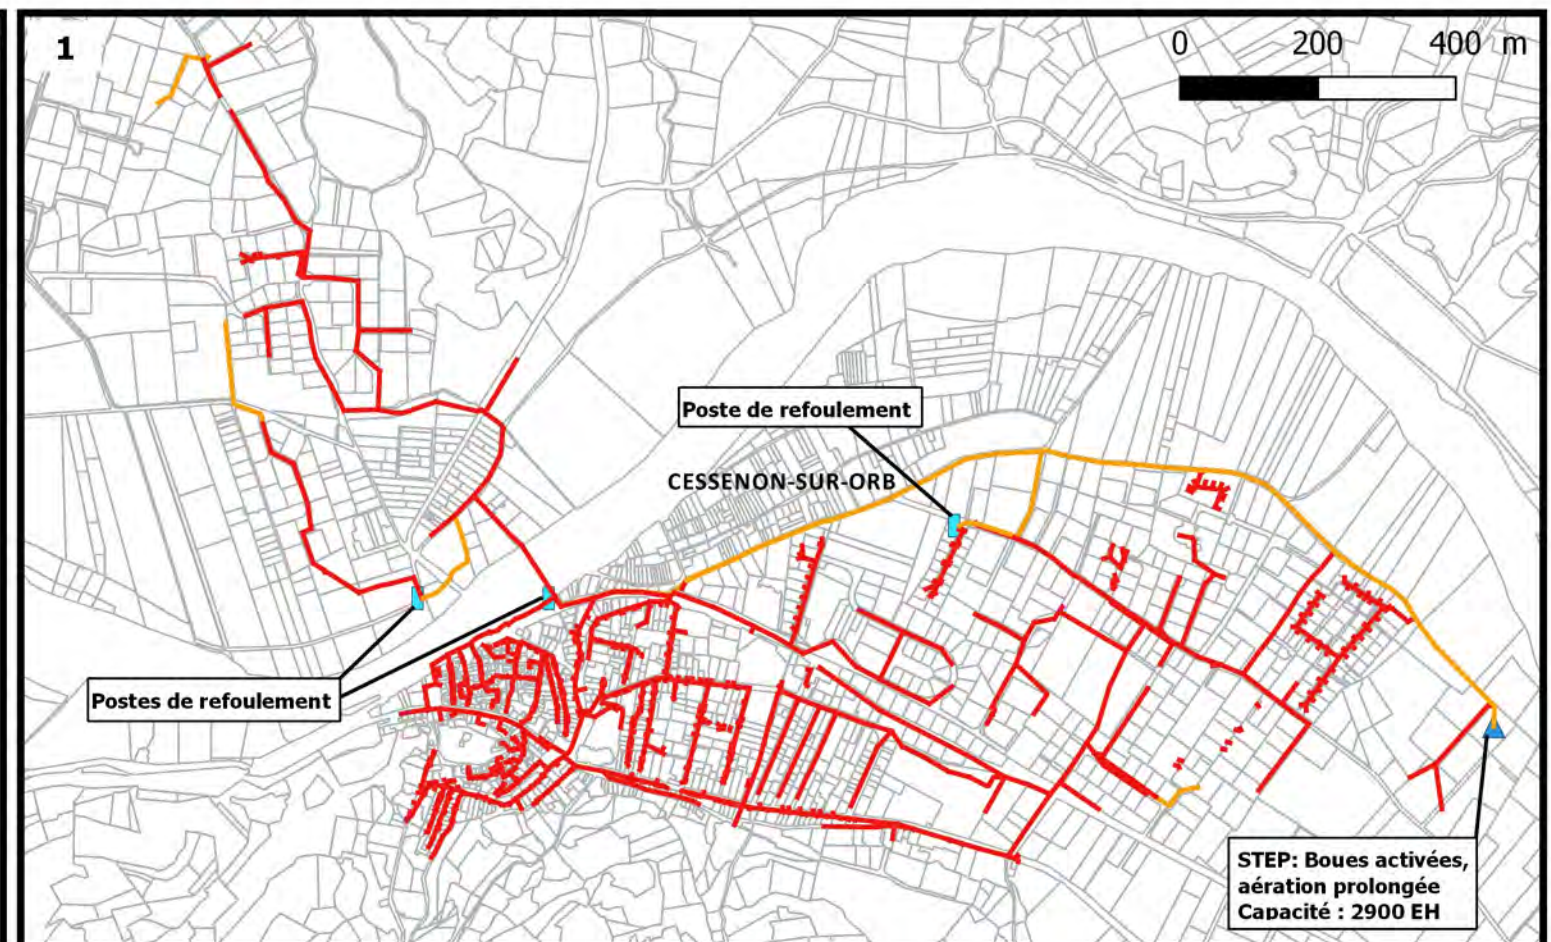 1
0 200 400 m
Poste de refoulement
CESSENON-SUR-ORB
Postes de refoulement
STEP: Boues activées,
aération prolongée
Capacité : 2900 EH